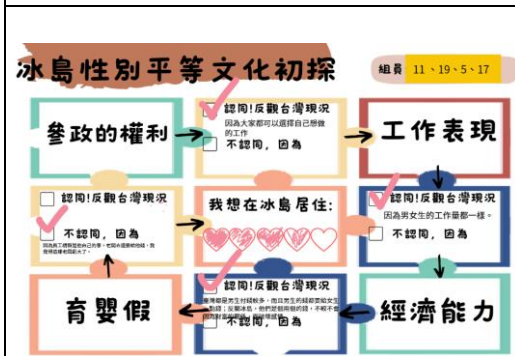 冰島性別平等文化初探
組員
11、19、5、17
參政的權利
認同!反觀台灣現況
因為大家都可以選擇自己想做
的工作
不認同，因為
工作表現
認同!反觀台灣現況
不認同，因為
我想在冰島居住:
認同!反觀台灣現況
因為男女生的工作量都一樣。
不認同，因為
育嬰假
認同!反觀台灣現況
不認同，因為
經濟能力